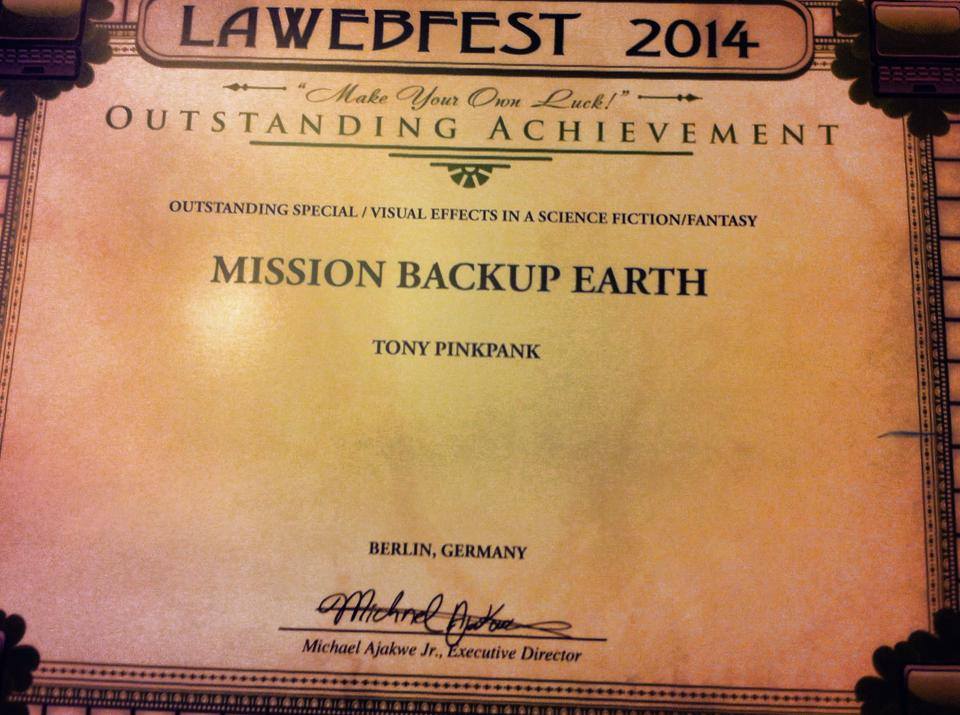 LAWEBFEST 2014
"Make Your Own Luck!"
OUTSTANDING ACHIEVEMENT
OUTSTANDING SPECIAL / VISUAL EFFECTS IN A SCIENCE FICTION/FANTASY
MISSION BACKUP EARTH
TONY PINKPANK
BERLIN, GERMANY
Michael Ajakwe
Michael Ajakwe Jr., Executive Director